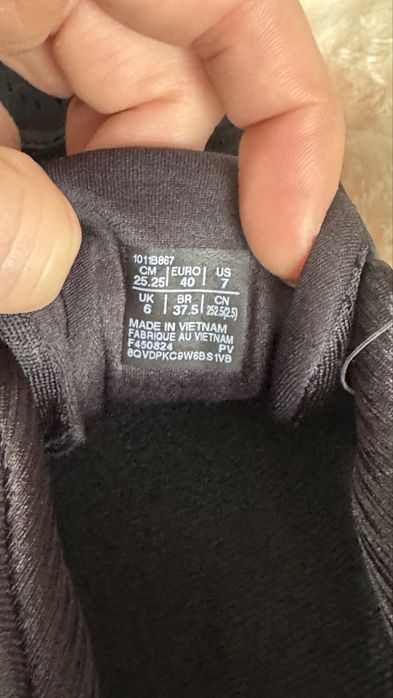 1011B867
CM EURO US
25.25 40 7
UK BR CN
6 37.5 252.5(2.5)
MADE IN VIETNAM
FABRIQUE AU VIETNAM
F450824 PV
8QVDPKC9W6BS1VB